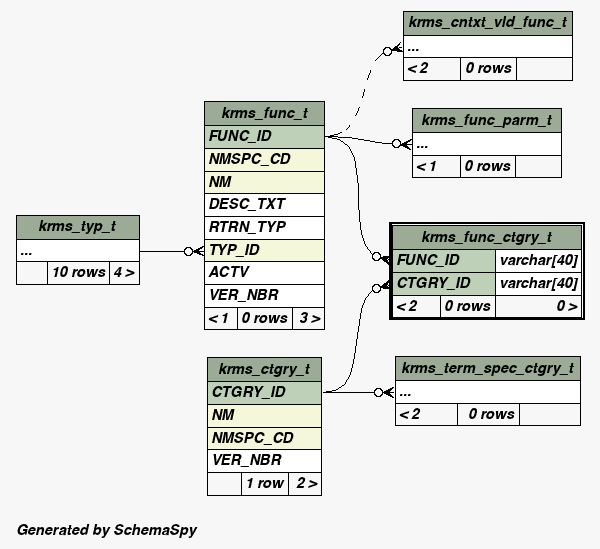 krms_cntxt_vld_func_t
...
< 2 0 rows
krms_func_t
FUNC_ID
NMSPC_CD
NM
DESC_TXT
RTRN_TYP
TYP_ID
ACTV
VER_NBR
< 1 0 rows 3 >
krms_func_parm_t
...
< 1 0 rows
krms_typ_t
...
10 rows 4 >
krms_func_ctgry_t
FUNC_ID varchar[40]
CTGRY_ID varchar[40]
< 2 0 rows 0 >
krms_ctgry_t
CTGRY_ID
NM
NMSPC_CD
VER_NBR
1 row 2 >
krms_term_spec_ctgry_t
...
< 2 0 rows
Generated by SchemaSpy